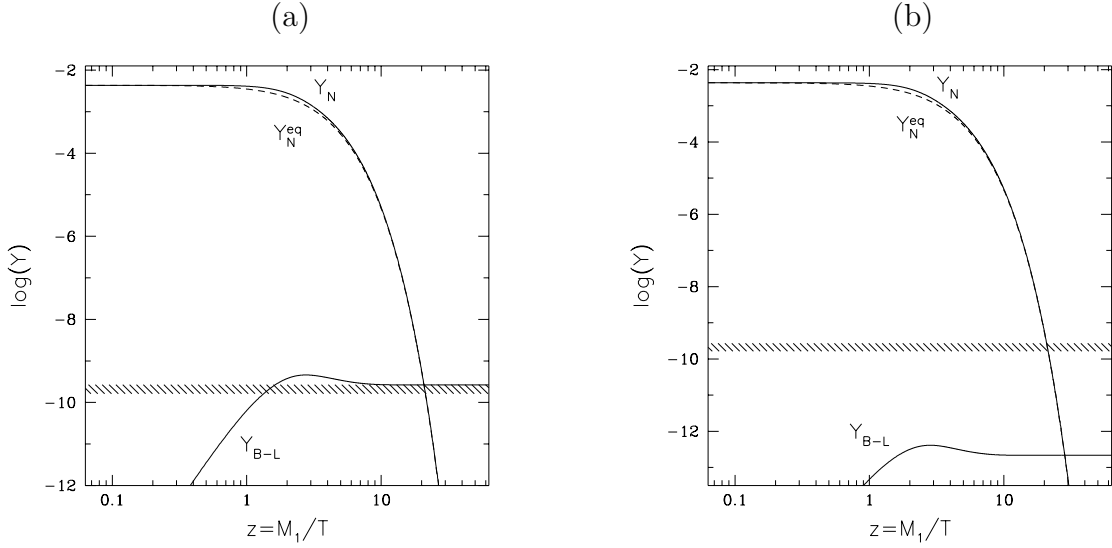 (a)
−2
−4
−6
−8
−10
−12
log(Y)
Y_N
Y_N^eq
Y_B−L
0.1
1
10
z=M_1/T
(b)
−2
−4
−6
−8
−10
−12
log(Y)
Y_N
Y_N^eq
Y_B−L
0.1
1
10
z=M_1/T